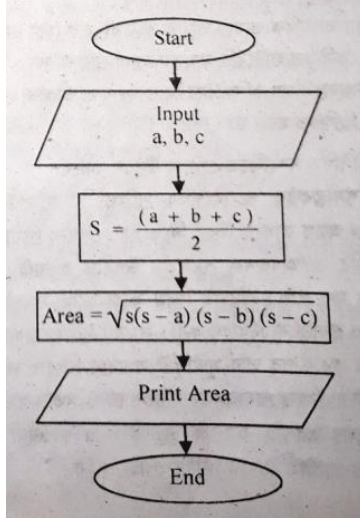 Start
Input
a, b, c
S = (a + b + c) / 2
Area = √s(s − a) (s − b) (s − c)
Print Area
End